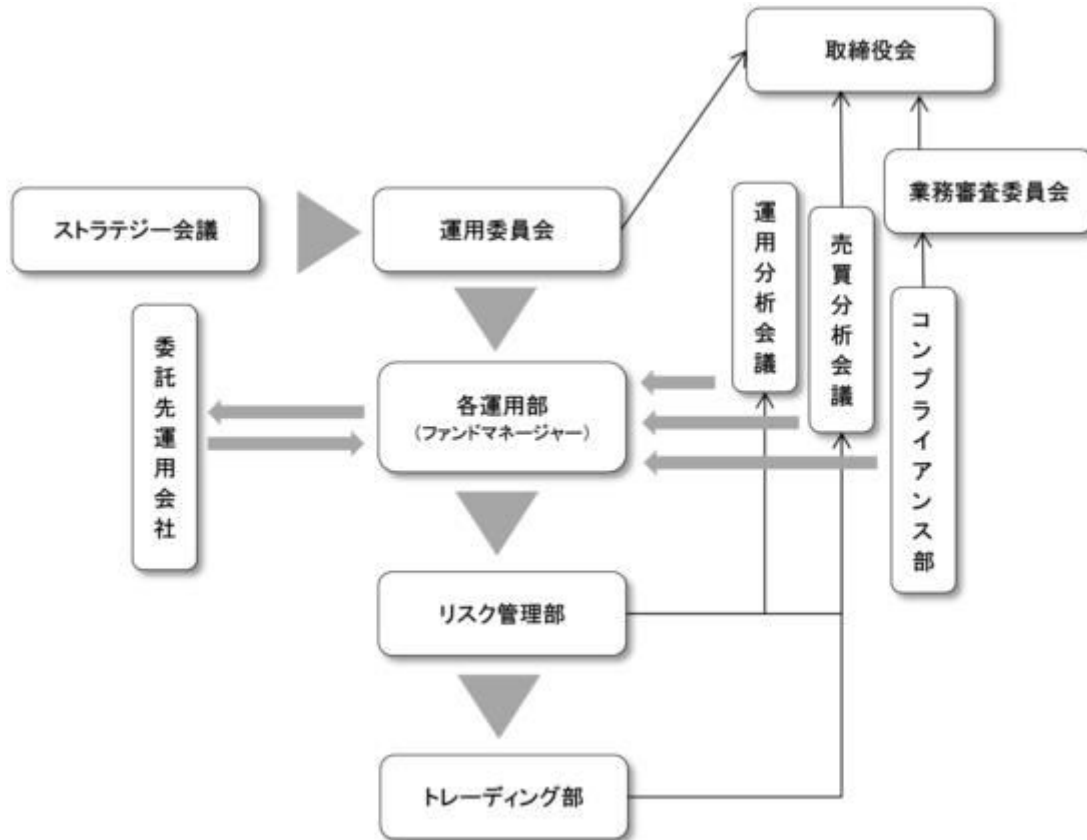 取締役会
業務審査委員会
ストラテジー会議
運用委員会
運用分析会議
売買分析会議
コンプライアンス部
委託先運用会社
各運用部
（ファンドマネージャー）
リスク管理部
トレーディング部